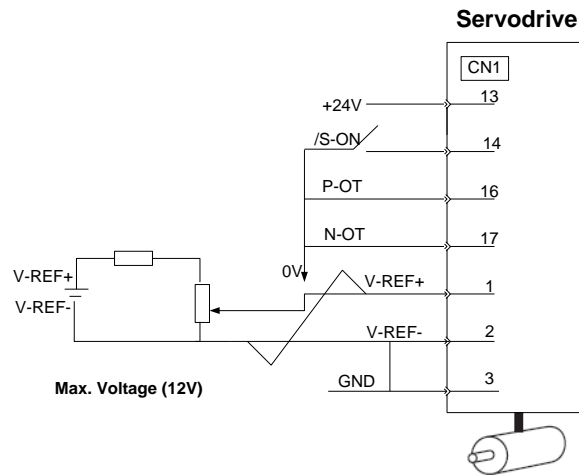 Servodrive
CN1
+24V 13
/S-ON 14
P-OT 16
N-OT 17
0V
V-REF+ V-REF+ 1
V-REF- V-REF- 2
GND 3
Max. Voltage (12V)